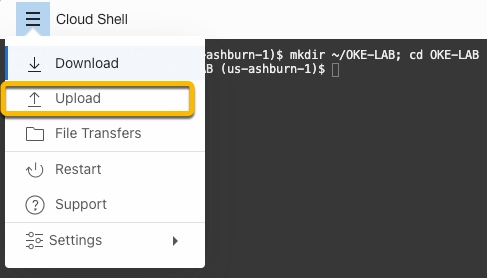 Cloud Shell
-ashburn-1)$ mkdir ~/OKE-LAB; cd OKE-LAB
AB (us-ashburn-1)$
Download
Upload
File Transfers
Restart
Support
Settings